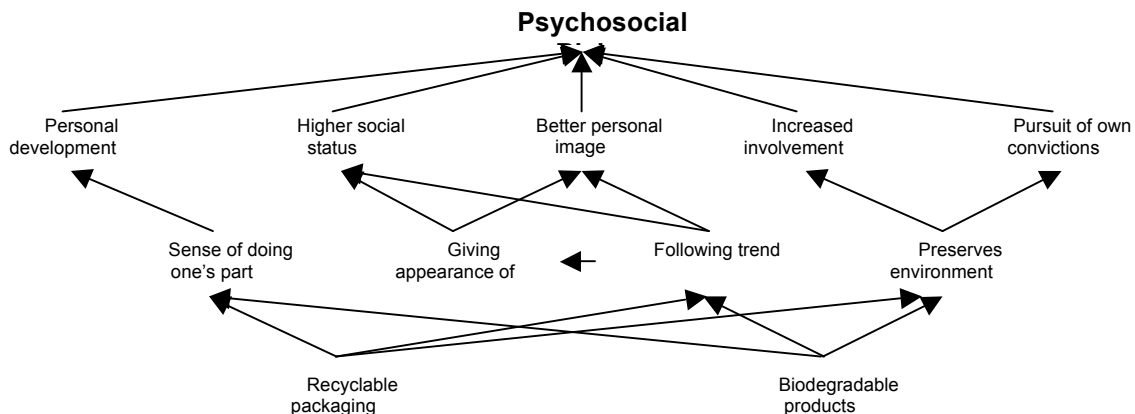 Psychosocial
Personal
development
Higher social
status
Better personal
image
Increased
involvement
Pursuit of own
convictions
Sense of doing
one's part
Giving
appearance of
Following trend
Preserves
environment
Recyclable
packaging
Biodegradable
products